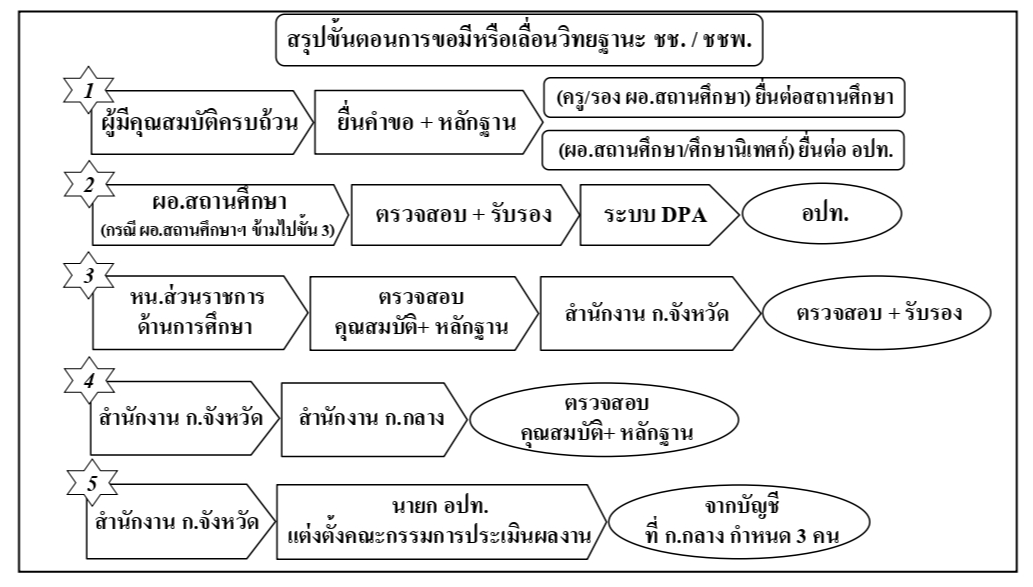 สรุปขั้นตอนการขอมีหรือเลื่อนวิทยฐานะ ชช. / ชชพ.
1
ผู้มีคุณสมบัติครบถ้วน
ยื่นคำขอ + หลักฐาน
(ครู/รอง ผอ.สถานศึกษา) ยื่นต่อสถานศึกษา
(ผอ.สถานศึกษา/ศึกษานิเทศก์) ยื่นต่อ อปท.
2
ผอ.สถานศึกษา
(กรณี ผอ.สถานศึกษาฯ ข้ามไปขั้น 3)
ตรวจสอบ + รับรอง
ระบบ DPA
อปท.
3
หน.ส่วนราชการ
ด้านการศึกษา
ตรวจสอบ
คุณสมบัติ+ หลักฐาน
สำนักงาน ก.จังหวัด
ตรวจสอบ + รับรอง
4
สำนักงาน ก.จังหวัด
สำนักงาน ก.กลาง
ตรวจสอบ
คุณสมบัติ+ หลักฐาน
5
สำนักงาน ก.จังหวัด
นายก อปท.
แต่งตั้งคณะกรรมการประเมินผลงาน
จากบัญชี
ที่ ก.กลาง กำหนด 3 คน